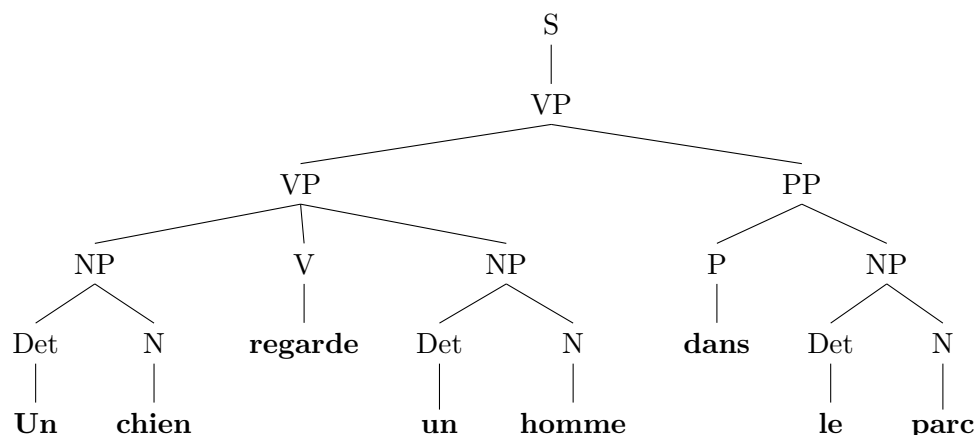 S
VP
VP PP
NP V NP P NP
Det N regarde Det N dans Det N
Un chien un homme le parc